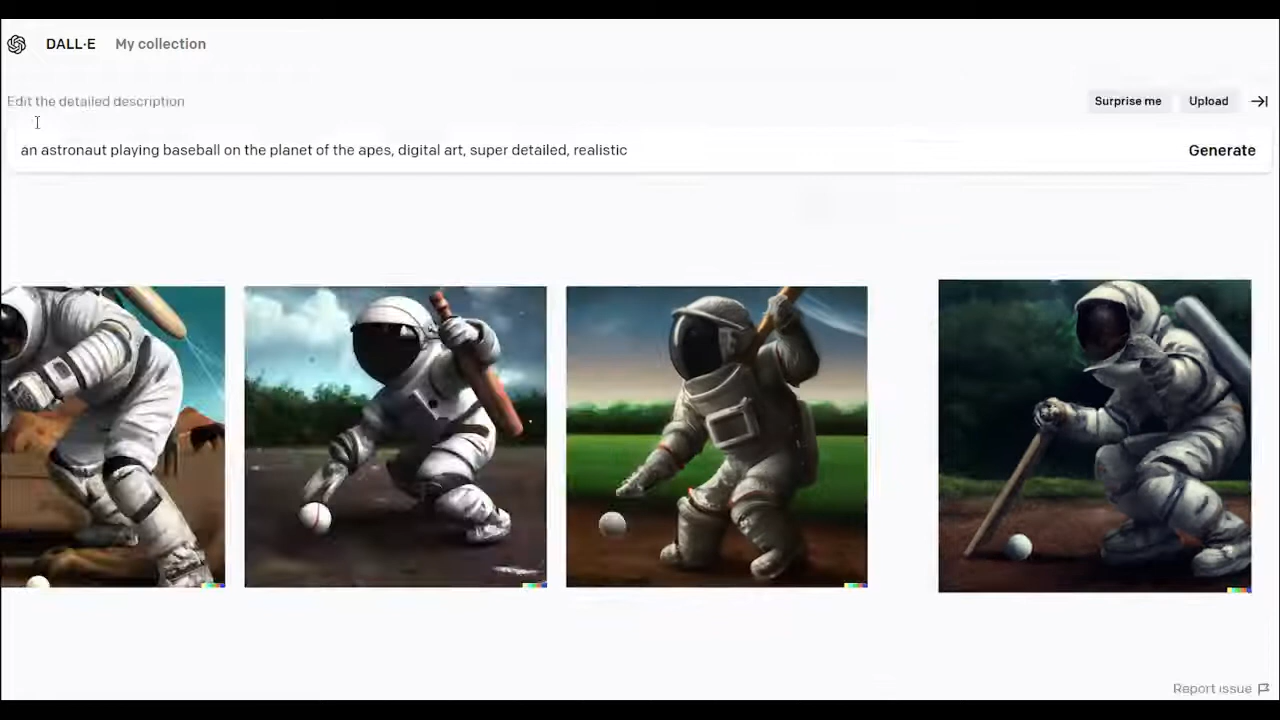 DALL·E My collection
Edit the detailed description Surprise me Upload
an astronaut playing baseball on the planet of the apes, digital art, super detailed, realistic Generate
Report issue